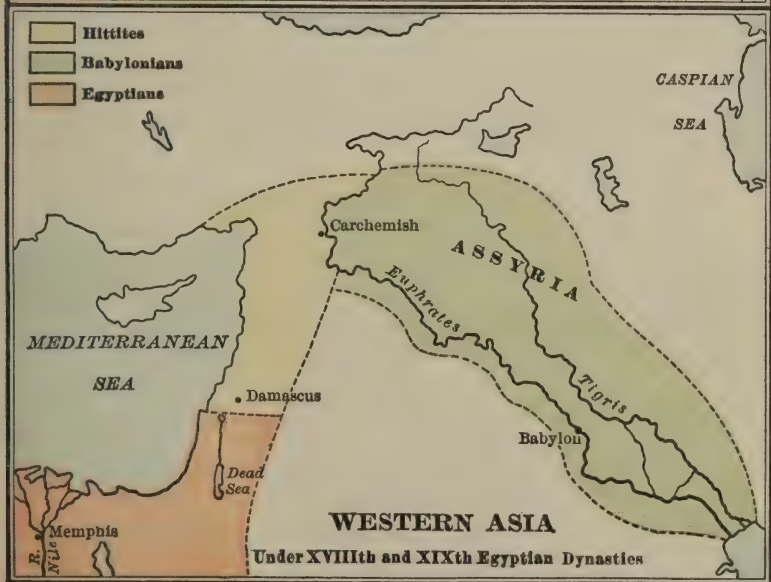 Hittites
Babylonians
Egyptians
CASPIAN
SEA
Carchemish
ASSYRIA
Euphrates
MEDITERRANEAN
SEA
Damascus
Tigris
Babylon
Dead
Sea
Memphis
R.
Nile
WESTERN ASIA
Under XVIIIth and XIXth Egyptian Dynasties